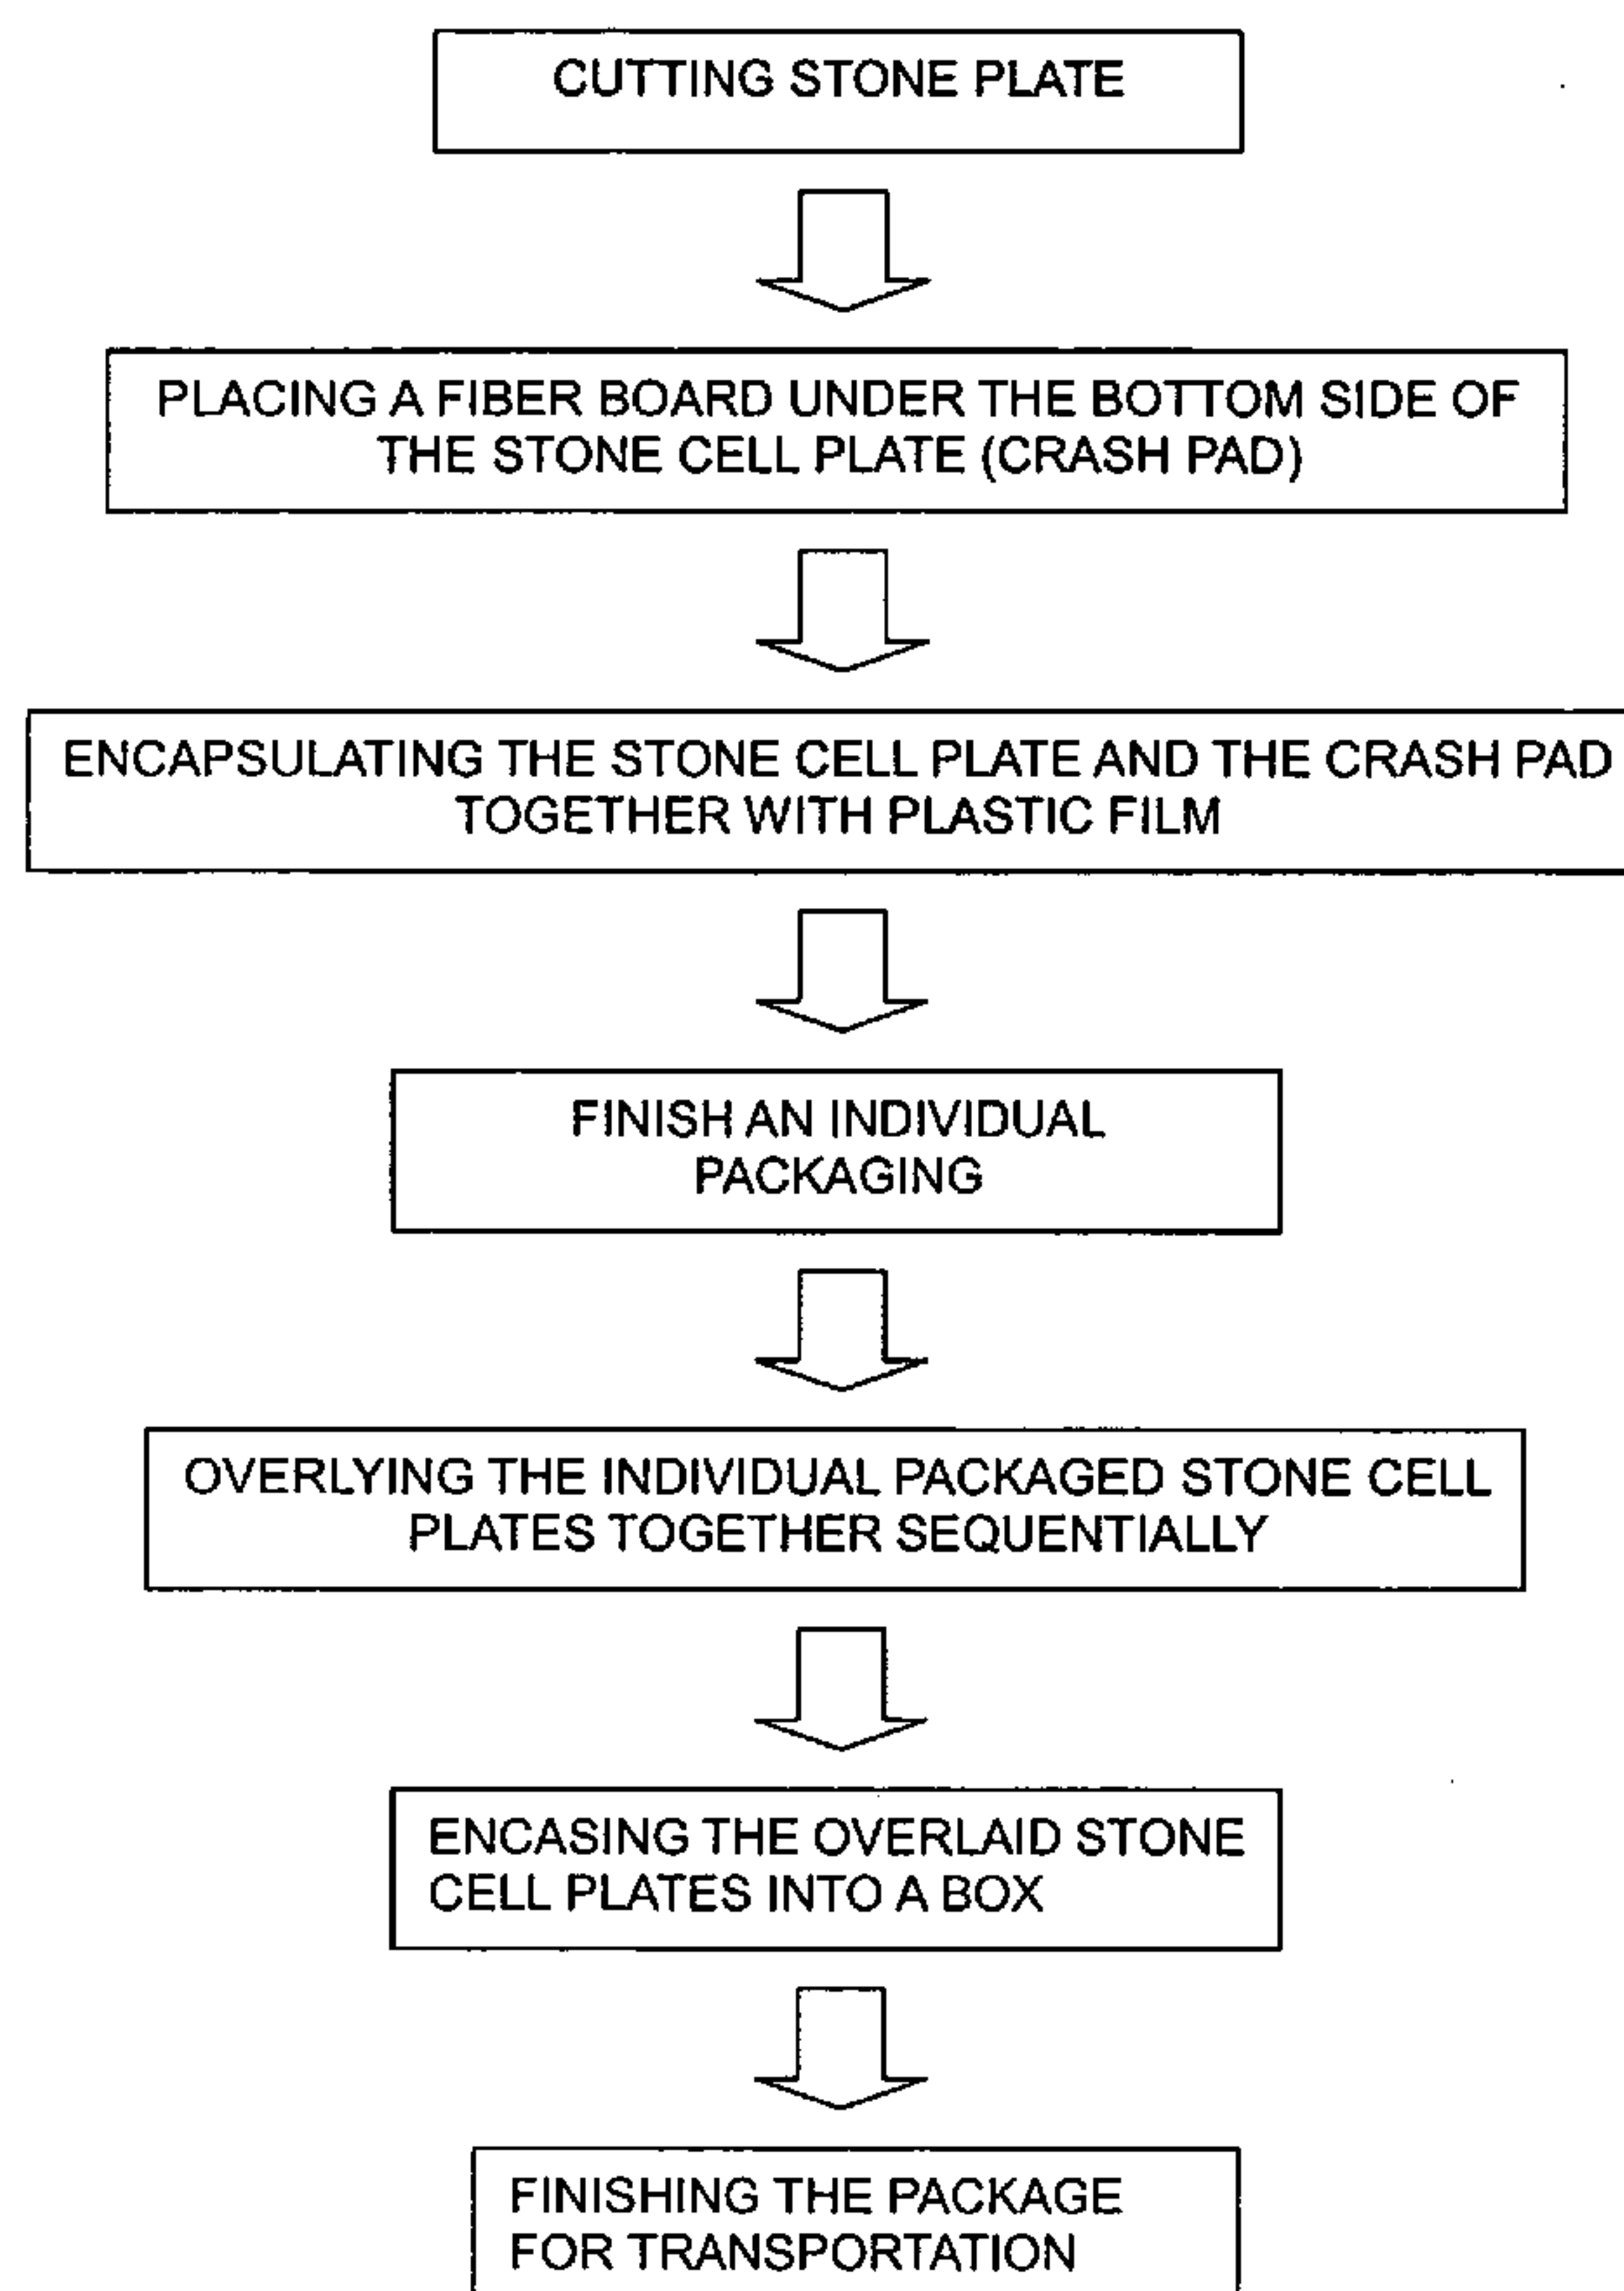 CUTTING STONE PLATE
PLACING A FIBER BOARD UNDER THE BOTTOM SIDE OF
THE STONE CELL PLATE (CRASH PAD)
ENCAPSULATING THE STONE CELL PLATE AND THE CRASH PAD
TOGETHER WITH PLASTIC FILM
FINISH AN INDIVIDUAL
PACKAGING
OVERLYING THE INDIVIDUAL PACKAGED STONE CELL
PLATES TOGETHER SEQUENTIALLY
ENCASING THE OVERLAID STONE
CELL PLATES INTO A BOX
FINISHING THE PACKAGE
FOR TRANSPORTATION